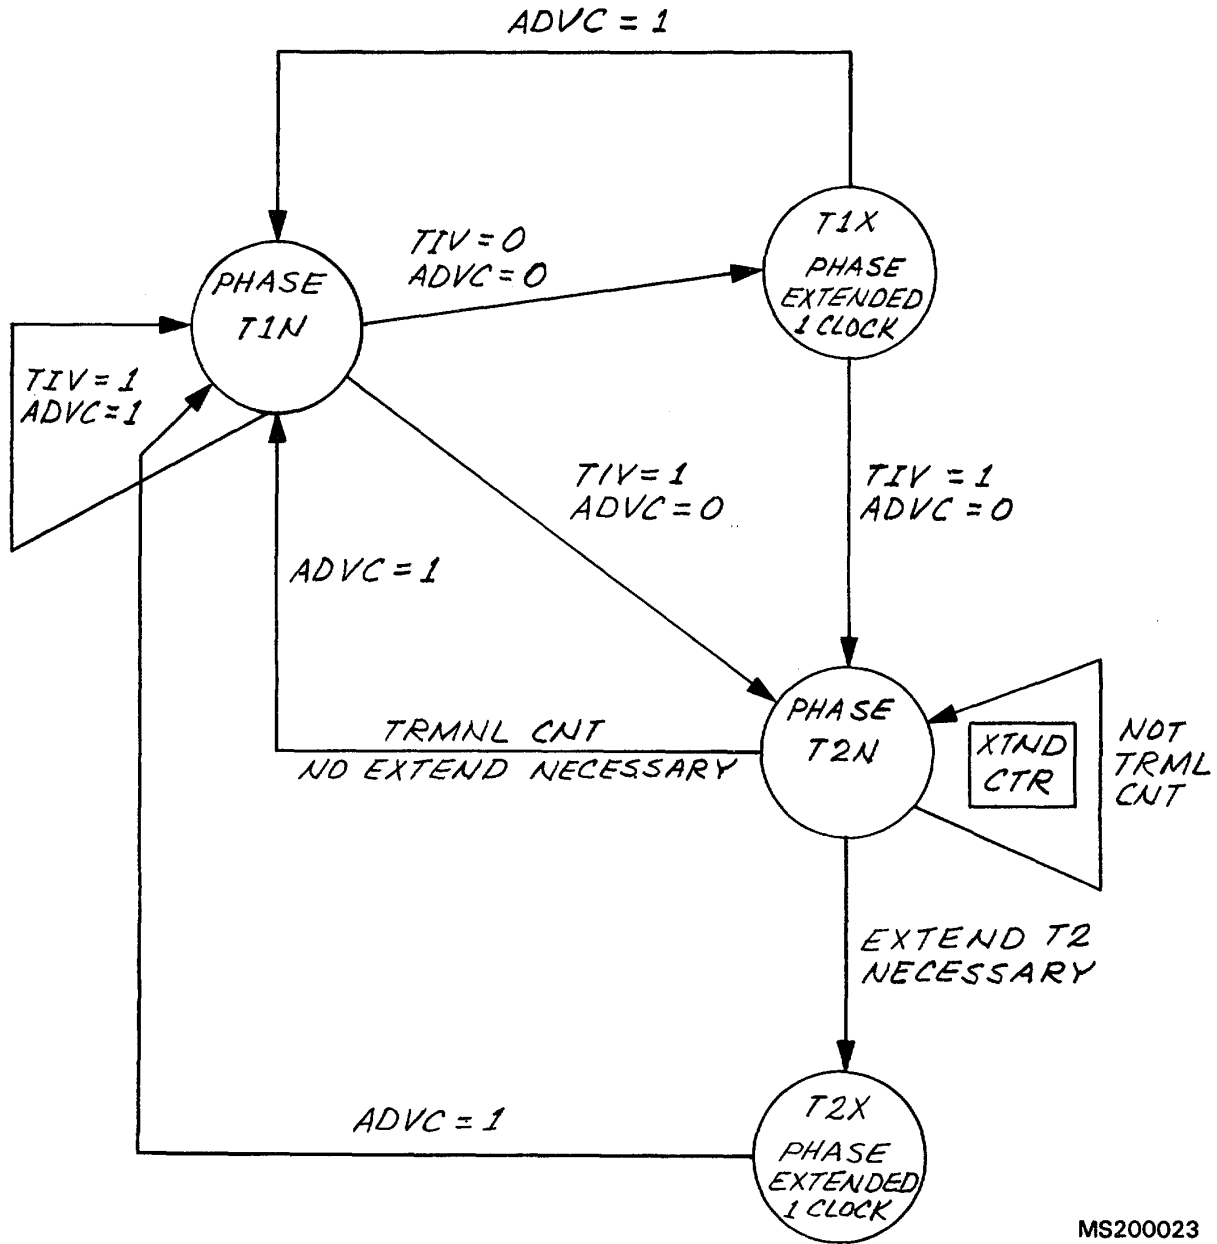 ADVC = 1
T1X
PHASE
EXTENDED
1 CLOCK
TIV = 0
ADVC = 0
PHASE
T1N
TIV = 1
ADVC = 1
TIV = 1
ADVC = 0
TIV = 1
ADVC = 0
ADVC = 1
TRMNL CNT
NO EXTEND NECESSARY
PHASE
T2N
XTND
CTR
NOT
TRML
CNT
EXTEND T2
NECESSARY
ADVC = 1
T2X
PHASE
EXTENDED
1 CLOCK
MS200023